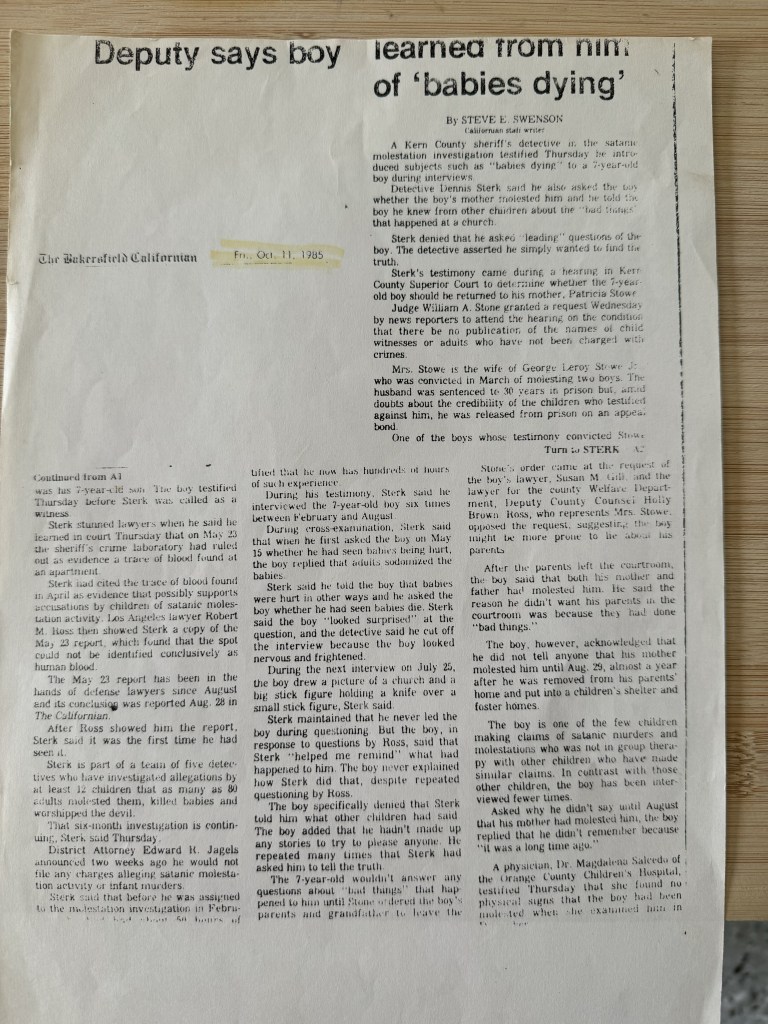 Deputy says boy learned from him
of ‘babies dying’
The Bakersfield Californian
Fri., Oct. 11, 1985
By STEVE E. SWENSON
Californian staff writer
A Kern County sheriff's detective in the satanic
molestation investigation testified Thursday he intro-
duced subjects such as "babies dying" to a 7-year-old
boy during interviews.
Detective Dennis Sterk said he also asked the boy
whether the boy's mother molested him and he told the
boy he knew from other children about the "bad things"
that happened at a church.
Sterk denied that he asked "leading" questions of the
boy. The detective asserted he simply wanted to find the
truth.
Sterk's testimony came during a hearing in Kern
County Superior Court to determine whether the 7-year-
old boy should be returned to his mother, Patricia Stowe.
Judge William A. Stone granted a request Wednesday
by news reporters to attend the hearing on the condition
that there be no publication of the names of child
witnesses or adults who have not been charged with
crimes.
Mrs. Stowe is the wife of George Leroy Stowe Jr.
who was convicted in March of molesting two boys. The
husband was sentenced to 30 years in prison but, amid
doubts about the credibility of the children who testified
against him, he was released from prison on an appeal
bond.
One of the boys whose testimony convicted Stowe
Turn to STERK / A2
Continued from A1
was his 7-year-old son. The boy testified
Thursday before Sterk was called as a
witness.
Sterk stunned lawyers when he said he
learned in court Thursday that on May 23
the sheriff's crime laboratory had ruled
out as evidence a trace of blood found at
an apartment.
Sterk had cited the trace of blood found
in April as evidence that possibly supports
accusations by children of satanic moles-
tation activity. Los Angeles lawyer Robert
M. Ross then showed Sterk a copy of the
May 23 report, which found that the spot
could not be identified conclusively as
human blood.
The May 23 report has been in the
hands of defense lawyers since August
and its conclusion was reported Aug. 28 in
The Californian.
After Ross showed him the report,
Sterk said it was the first time he had
seen it.
Sterk is part of a team of five detec-
tives who have investigated allegations by
at least 12 children that as many as 80
adults molested them, killed babies and
worshipped the devil.
That six-month investigation is contin-
uing, Sterk said Thursday.
District Attorney Edward R. Jagels
announced two weeks ago he would not
file any charges alleging satanic molesta-
tion activity or infant murders.
Sterk said that before he was assigned
to the molestation investigation in Febru-
hours of
tified that he now has hundreds of hours
of such experience.
During his testimony, Sterk said he
interviewed the 7-year-old boy six times
between February and August.
During cross-examination, Sterk said
that when he first asked the boy on May
15 whether he had seen babies being hurt,
the boy replied that adults sodomized the
babies.
Sterk said he told the boy that babies
were hurt in other ways and he asked the
boy whether he had seen babies die. Sterk
said the boy "looked surprised" at the
question, and the detective said he cut off
the interview because the boy looked
nervous and frightened.
During the next interview on July 25,
the boy drew a picture of a church and a
big stick figure holding a knife over a
small stick figure, Sterk said.
Sterk maintained that he never led the
boy during questioning. But the boy, in
response to questions by Ross, said that
Sterk "helped me remind" what had
happened to him. The boy never explained
how Sterk did that, despite repeated
questioning by Ross.
The boy specifically denied that Sterk
told him what other children had said.
The boy added that he hadn't made up
any stories to try to please anyone. He
repeated many times that Sterk had
asked him to tell the truth.
The 7-year-old wouldn't answer any
questions about "bad things" that hap-
pened to him until Stone ordered the boy's
parents and grandfather to leave the
Stone's order came at the request of
the boy's lawyer, Susan M. Gill, and the
lawyer for the county Welfare Depart-
ment, Deputy County Counsel Holly
Brown. Ross, who represents Mrs. Stowe,
opposed the request, suggesting the boy
might be more prone to lie about his
parents.
After the parents left the courtroom,
the boy said that both his mother and
father had molested him. He said the
reason he didn't want his parents in the
courtroom was because they had done
"bad things."
The boy, however, acknowledged that
he did not tell anyone that his mother
molested him until Aug. 29, almost a year
after he was removed from his parents'
home and put into a children's shelter and
foster homes.
The boy is one of the few children
making claims of satanic murders and
molestations who was not in group thera-
py with other children who have made
similar claims. In contrast with those
other children, the boy has been inter-
viewed fewer times.
Asked why he didn't say until August
that his mother had molested him, the boy
replied that he didn't remember because
"it was a long time ago."
A physician, Dr. Magdalena Salcedo of
the Orange County Children's Hospital,
testified Thursday that she found no
physical signs that the boy had been
molested when she examined him in